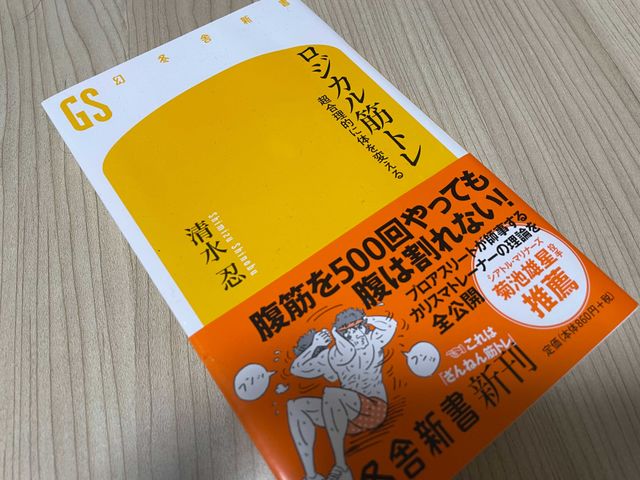 幻冬舎新書
GS
ロジカル筋トレ
超合理的に体を変える
清水 忍
Shimizu Shinobu
腹筋を500回やっても
腹は割れない!
プロアスリートが師事する
カリスマトレーナーの理論を
全公開
シアトル・マリナーズ
菊池雄星投手
推薦
定価(本体860円+税)
フンッ
フンッ
これは
「ざんねん筋トレ」
冬舎新書 新刊